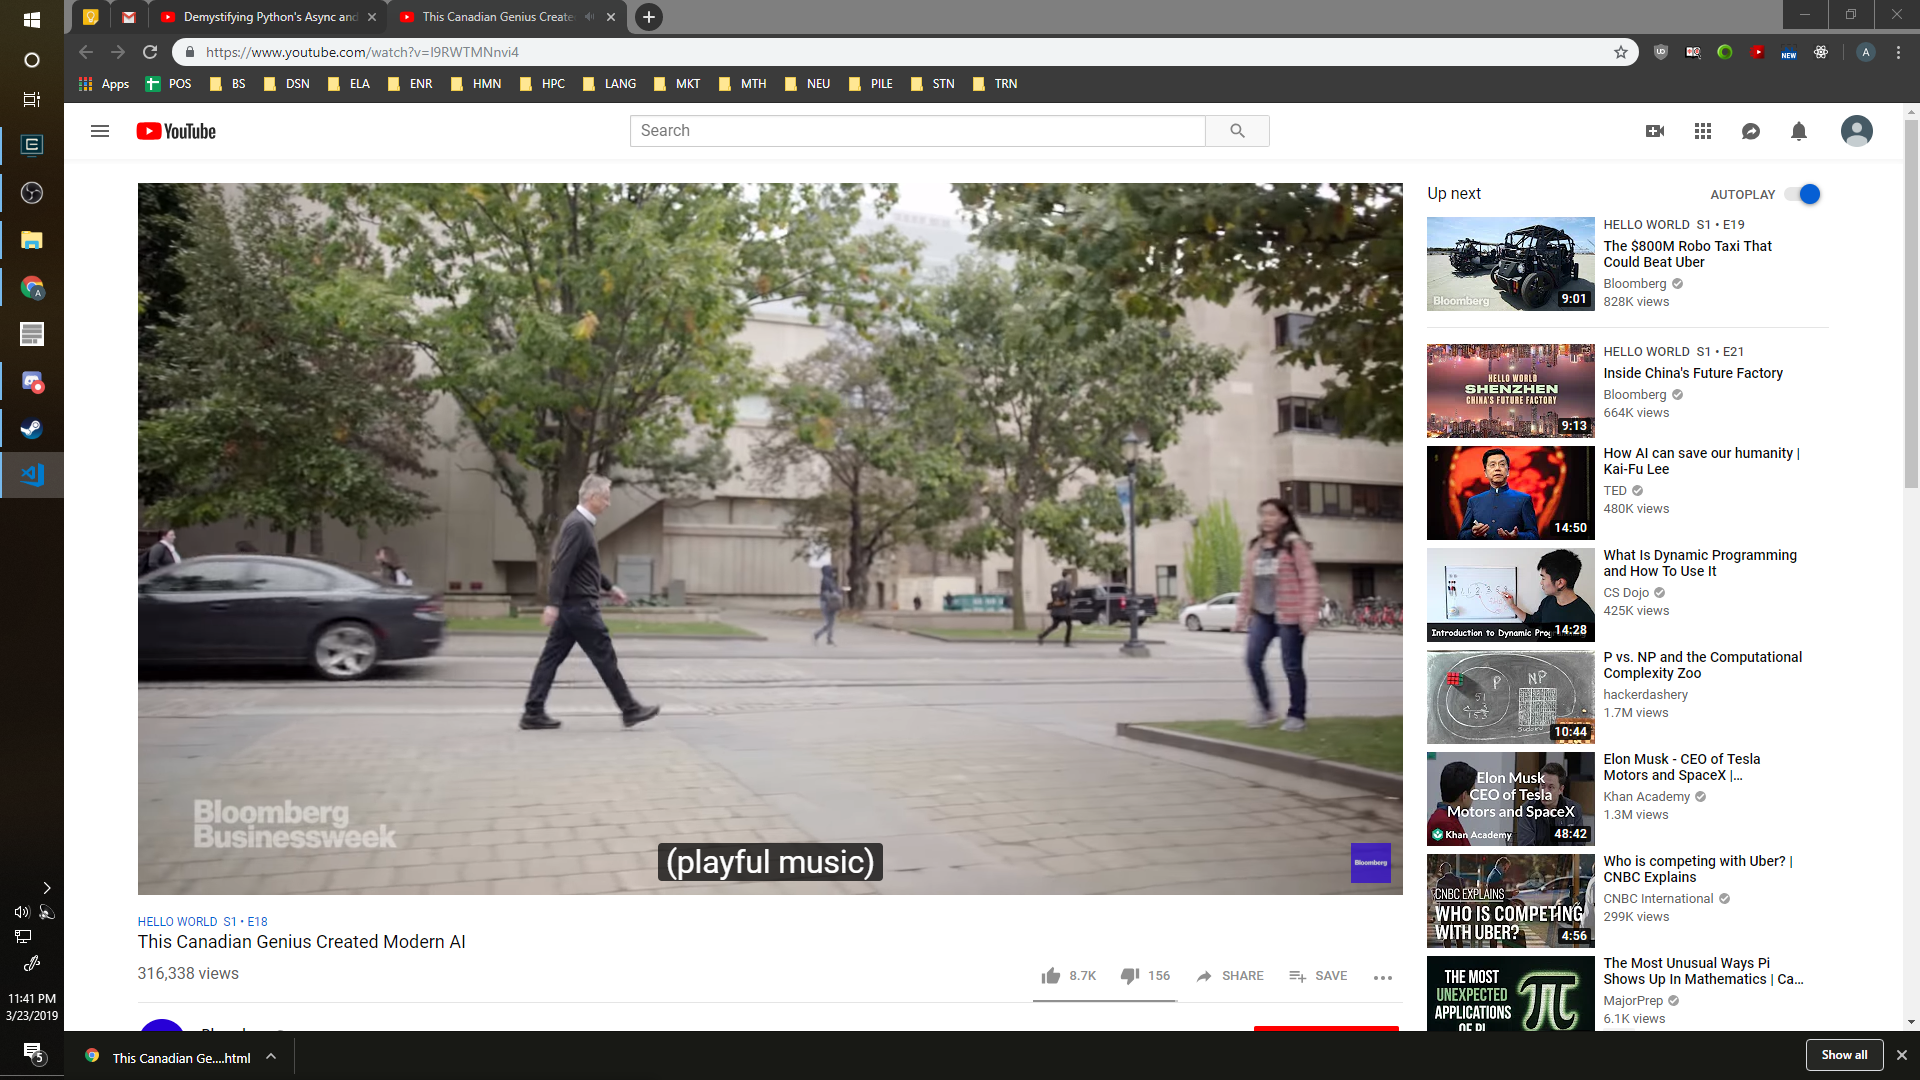 Demystifying Python's Async and
This Canadian Genius Create
https://www.youtube.com/watch?v=I9RWTMNnvi4
NEW
A
Apps
POS
BS
DSN
ELA
ENR
HMN
HPC
LANG
MKT
MTH
NEU
PILE
STN
TRN
YouTube
Search
Bloomberg
Businessweek
(playful music)
Bloomberg
HELLO WORLD S1 • E18
This Canadian Genius Created Modern AI
316,338 views
8.7K
156
SHARE
SAVE
Up next
AUTOPLAY
Bloomberg
9:01
HELLO WORLD S1 • E19
The $800M Robo Taxi That
Could Beat Uber
Bloomberg
828K views
HELLO WORLD
SHENZHEN
CHINA'S FUTURE FACTORY
9:13
HELLO WORLD S1 • E21
Inside China's Future Factory
Bloomberg
664K views
14:50
How AI can save our humanity |
Kai-Fu Lee
TED
480K views
Introduction to Dynamic
14:28
What Is Dynamic Programming
and How To Use It
CS Dojo
425K views
P
NP
10:44
P vs. NP and the Computational
Complexity Zoo
hackerdashery
1.7M views
Elon Musk
CEO of Tesla
Motors and SpaceX
Khan Academy
48:42
Elon Musk - CEO of Tesla
Motors and SpaceX |...
Khan Academy
1.3M views
CNBC EXPLAINS
WHO IS COMPETING
WITH UBER?
4:56
Who is competing with Uber? |
CNBC Explains
CNBC International
299K views
THE MOST
UNEXPECTED
APPLICATIONS
OF PI
π
The Most Unusual Ways Pi
Shows Up In Mathematics | Ca...
MajorPrep
6.1K views
11:41 PM
3/23/2019
5
This Canadian Ge....html
Show all